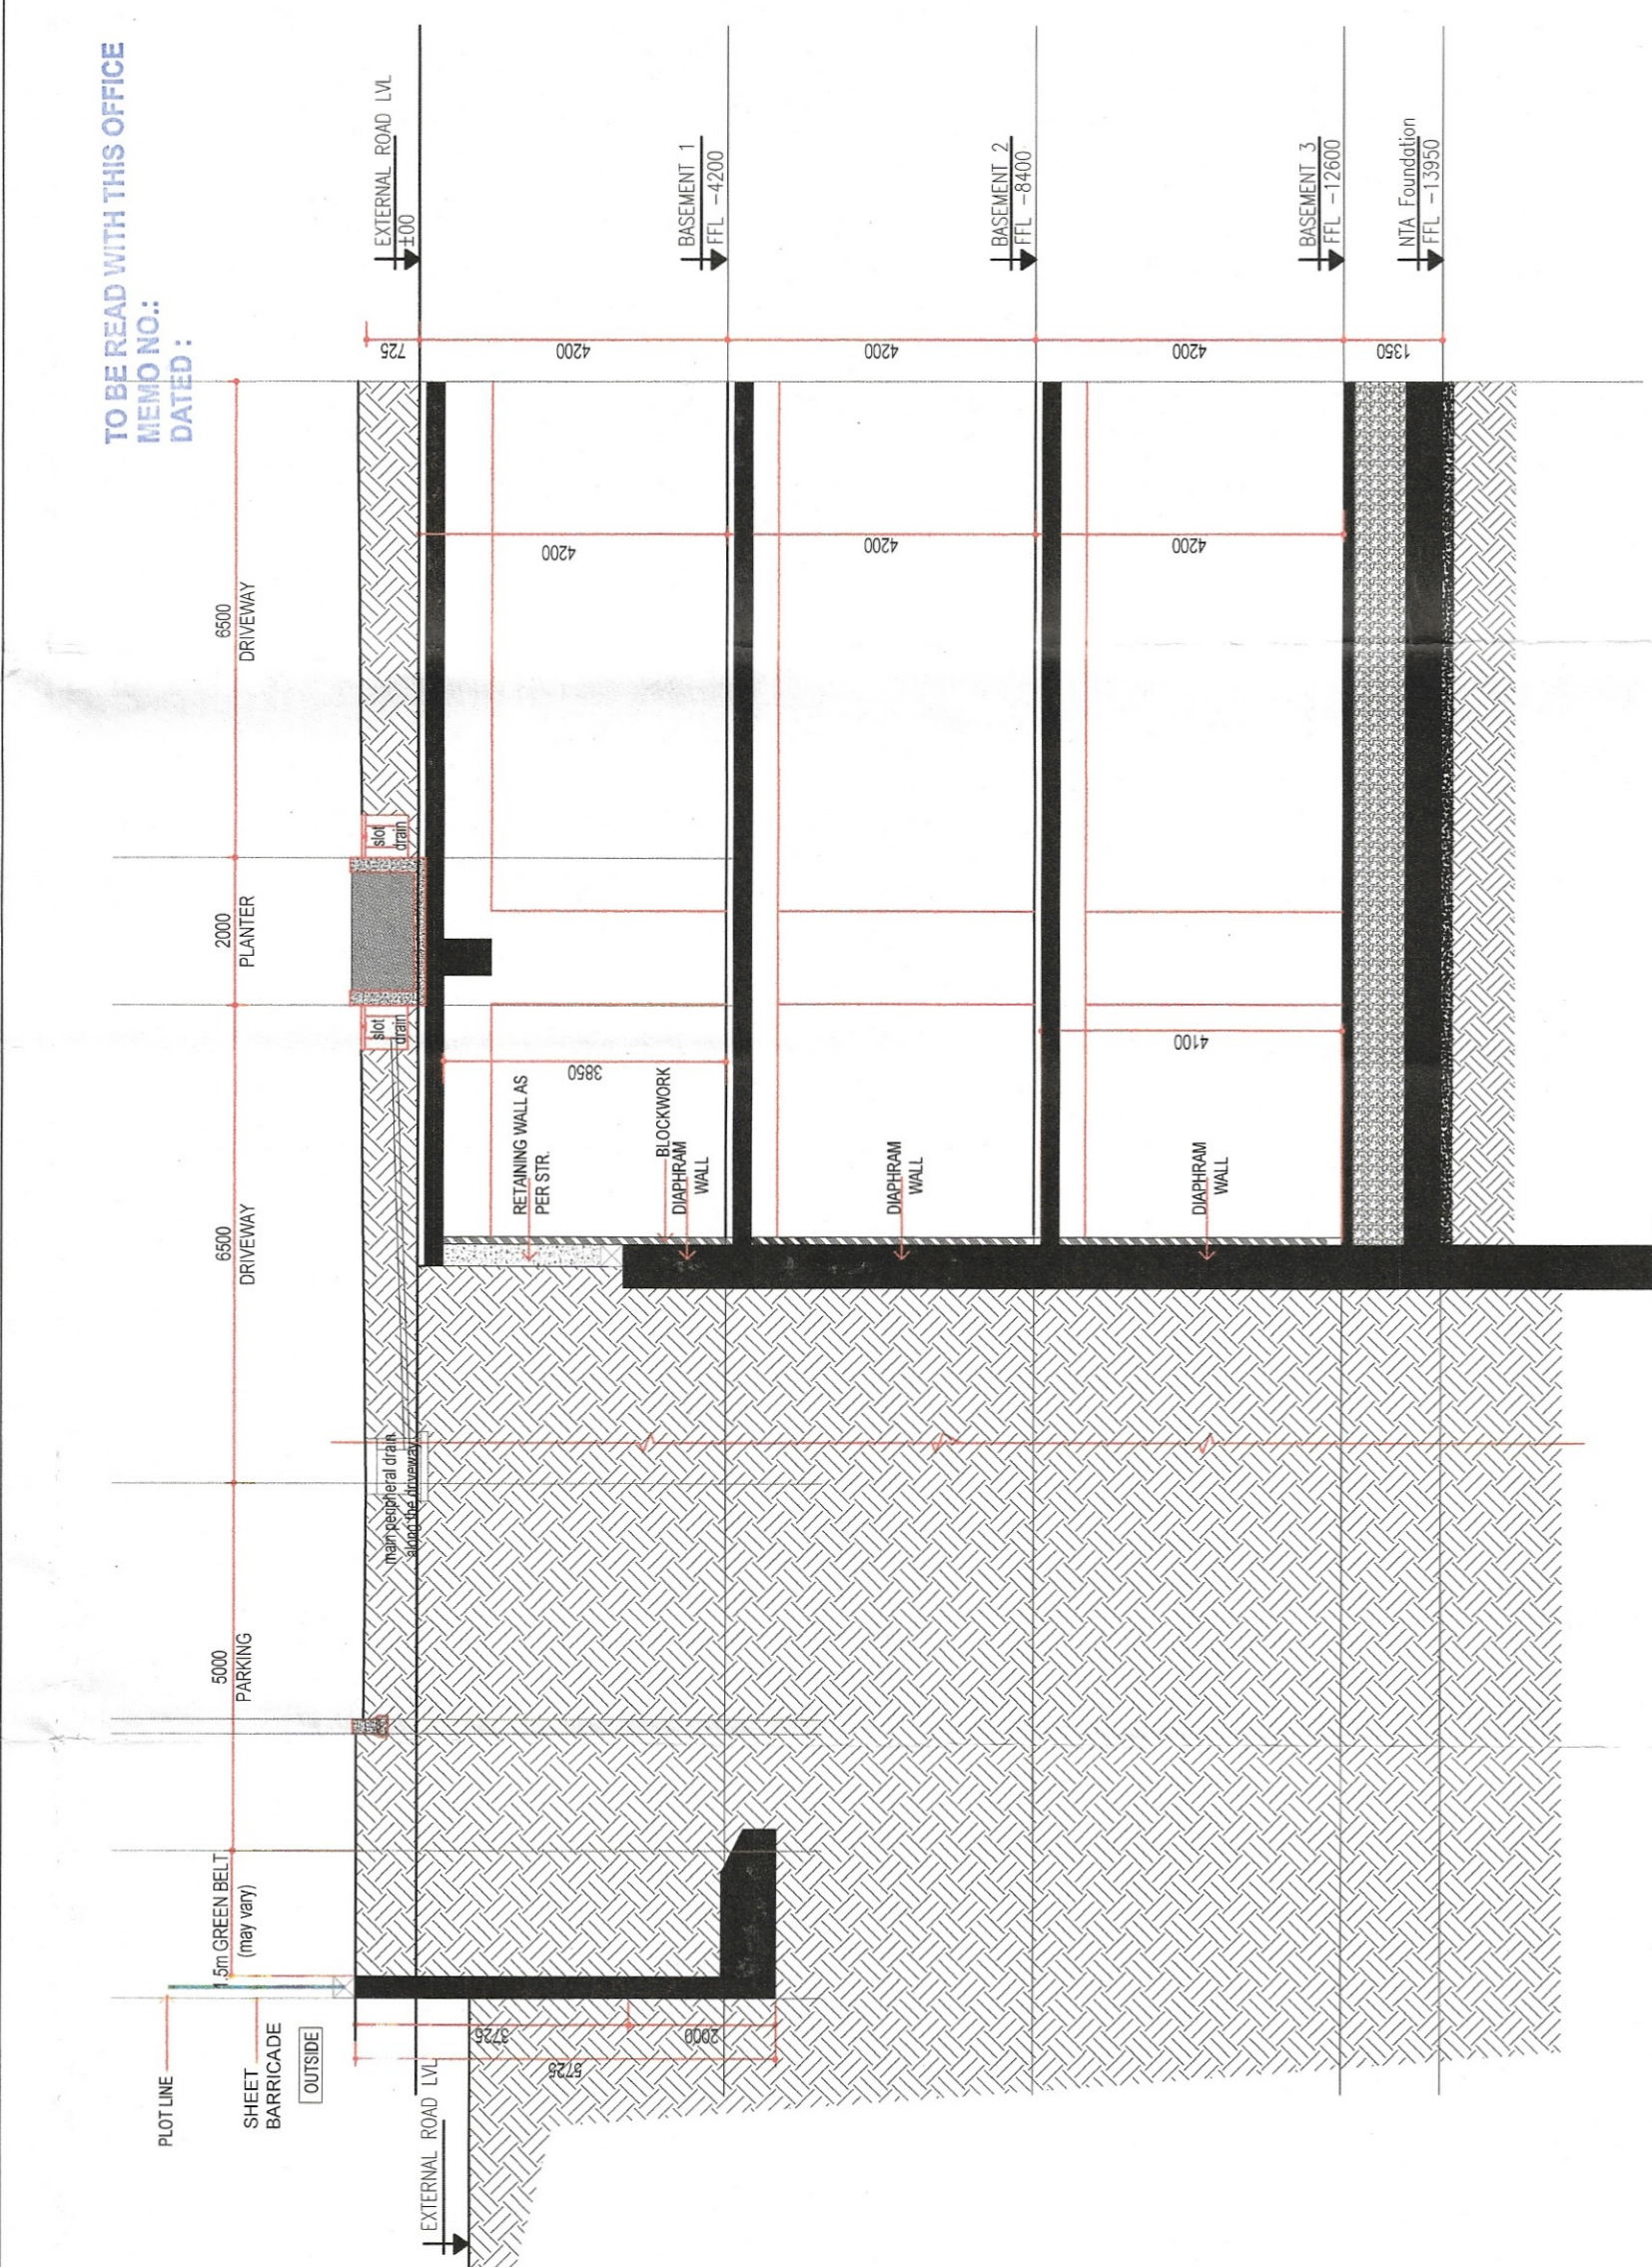 TO BE READ WITH THIS OFFICE
MEMO NO.:
DATED :
PLOT LINE
SHEET
BARRICADE
OUTSIDE
1.5m GREEN BELT
(may vary)
5000
PARKING
6500
DRIVEWAY
2000
PLANTER
6500
DRIVEWAY
EXTERNAL ROAD LVL
±00
725
slot
drain
slot
drain
main peripheral drain
along the driveway
EXTERNAL ROAD LVL
3725
2000
5725
RETAINING WALL AS
PER STR.
3850
4200
4200
BLOCKWORK
DIAPHRAM
WALL
BASEMENT 1
FFL -4200
DIAPHRAM
WALL
4200
4200
BASEMENT 2
FFL -8400
DIAPHRAM
WALL
4100
4200
4200
BASEMENT 3
FFL -12600
1350
NTA Foundation
FFL -13950